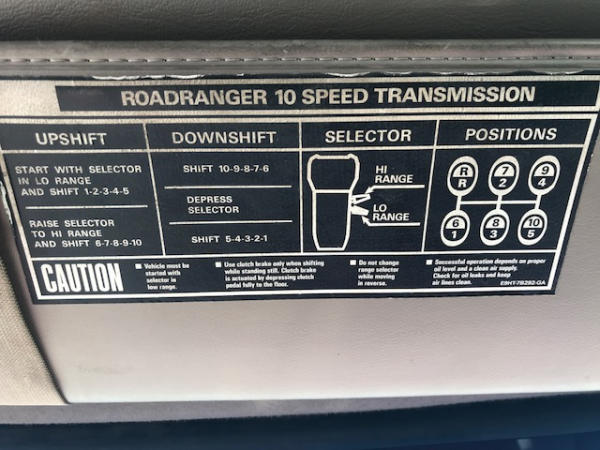 ROADRANGER 10 SPEED TRANSMISSION
UPSHIFT
START WITH SELECTOR
IN LO RANGE
AND SHIFT 1-2-3-4-5
RAISE SELECTOR
TO HI RANGE
AND SHIFT 6-7-8-9-10
DOWNSHIFT
SHIFT 10-9-8-7-6
DEPRESS
SELECTOR
SHIFT 5-4-3-2-1
SELECTOR
HI
RANGE
LO
RANGE
POSITIONS
R 7 9
R 2 4
6 8 10
1 3 5
CAUTION
■ Vehicle must be
started with
selector in
low range.
■ Use clutch brake only when shifting
while standing still. Clutch brake
is actuated by depressing clutch
pedal fully to the floor.
■ Do not change
range selector
while moving
in reverse.
■ Successful operation depends on proper
oil level and a clean air supply.
Check for oil leaks and keep
air lines clean.
E9HT-7B292-GA